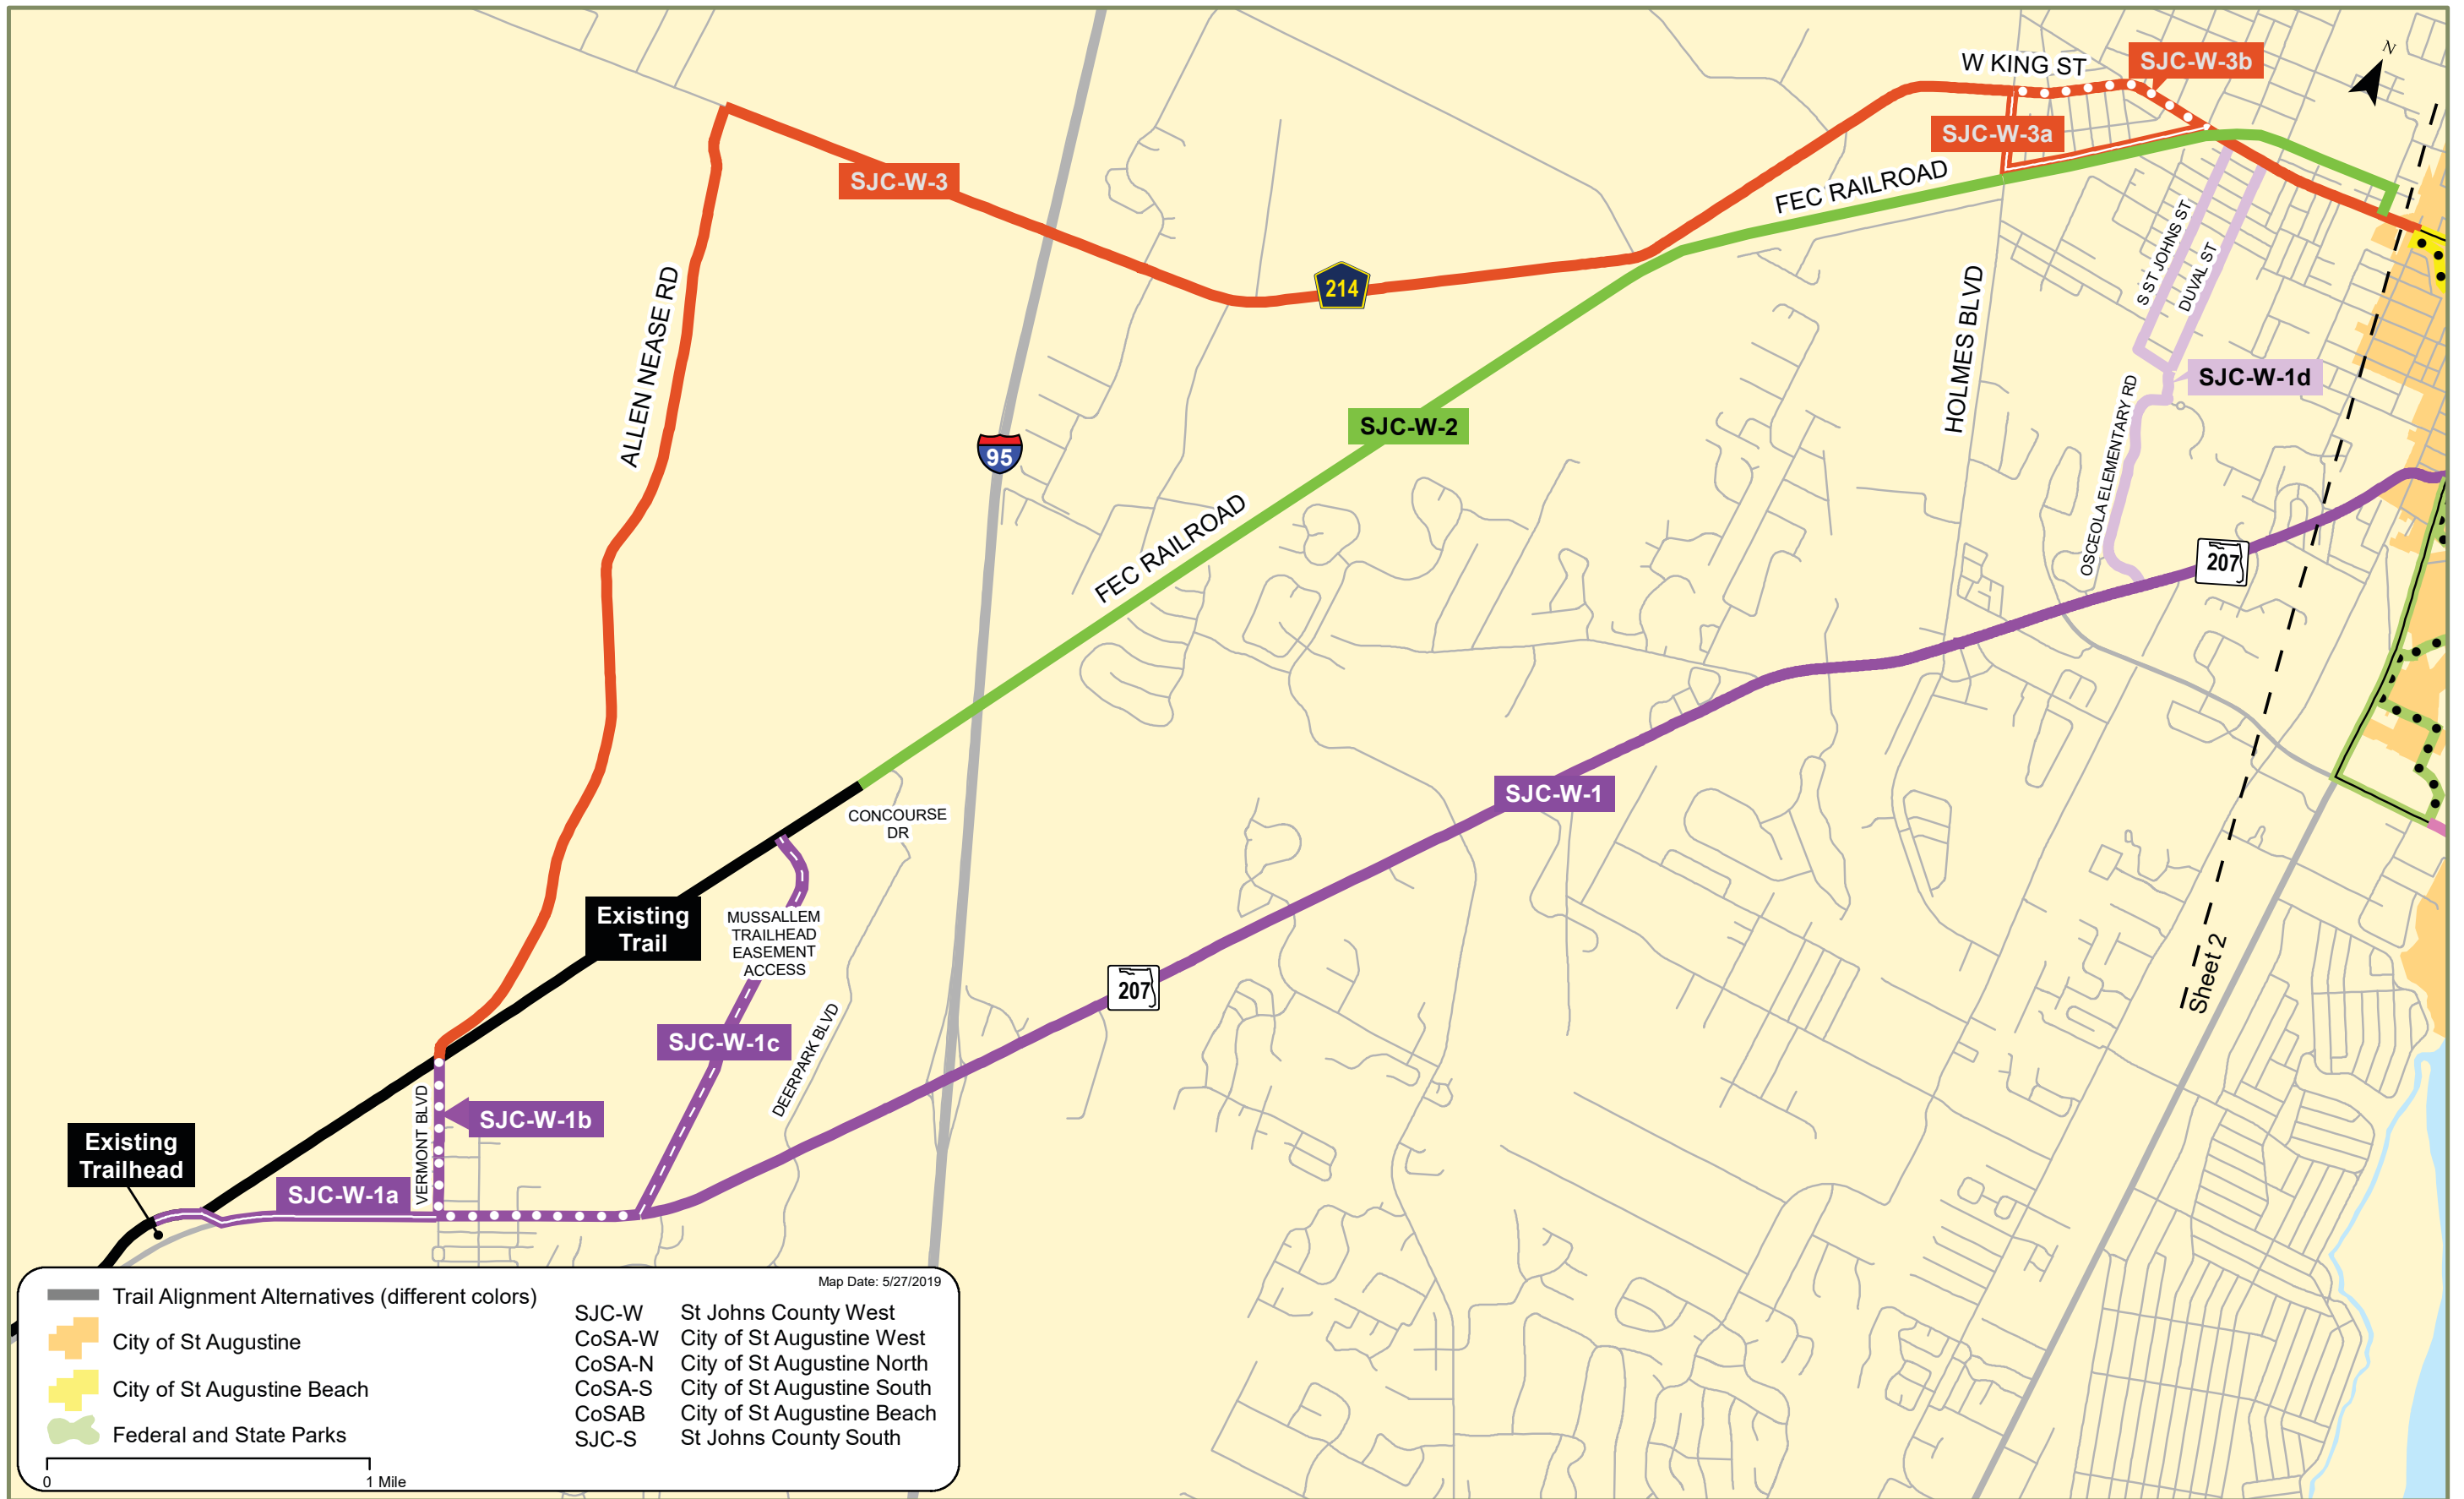 N
W KING ST
SJC-W-3b
SJC-W-3a
SJC-W-3
FEC RAILROAD
S ST JOHNS ST
DUVAL ST
214
ALLEN NEASE RD
HOLMES BLVD
SJC-W-1d
OSCEOLA ELEMENTARY RD
SJC-W-2
95
FEC RAILROAD
207
SJC-W-1
CONCOURSE
DR
Existing
Trail
MUSSALLEM
TRAILHEAD
EASEMENT
ACCESS
207
Sheet 2
SJC-W-1c
DEERPARK BLVD
VERMONT BLVD
SJC-W-1b
Existing
Trailhead
SJC-W-1a
Map Date: 5/27/2019
Trail Alignment Alternatives (different colors)
City of St Augustine
City of St Augustine Beach
Federal and State Parks
0 1 Mile
SJC-W St Johns County West
CoSA-W City of St Augustine West
CoSA-N City of St Augustine North
CoSA-S City of St Augustine South
CoSAB City of St Augustine Beach
SJC-S St Johns County South